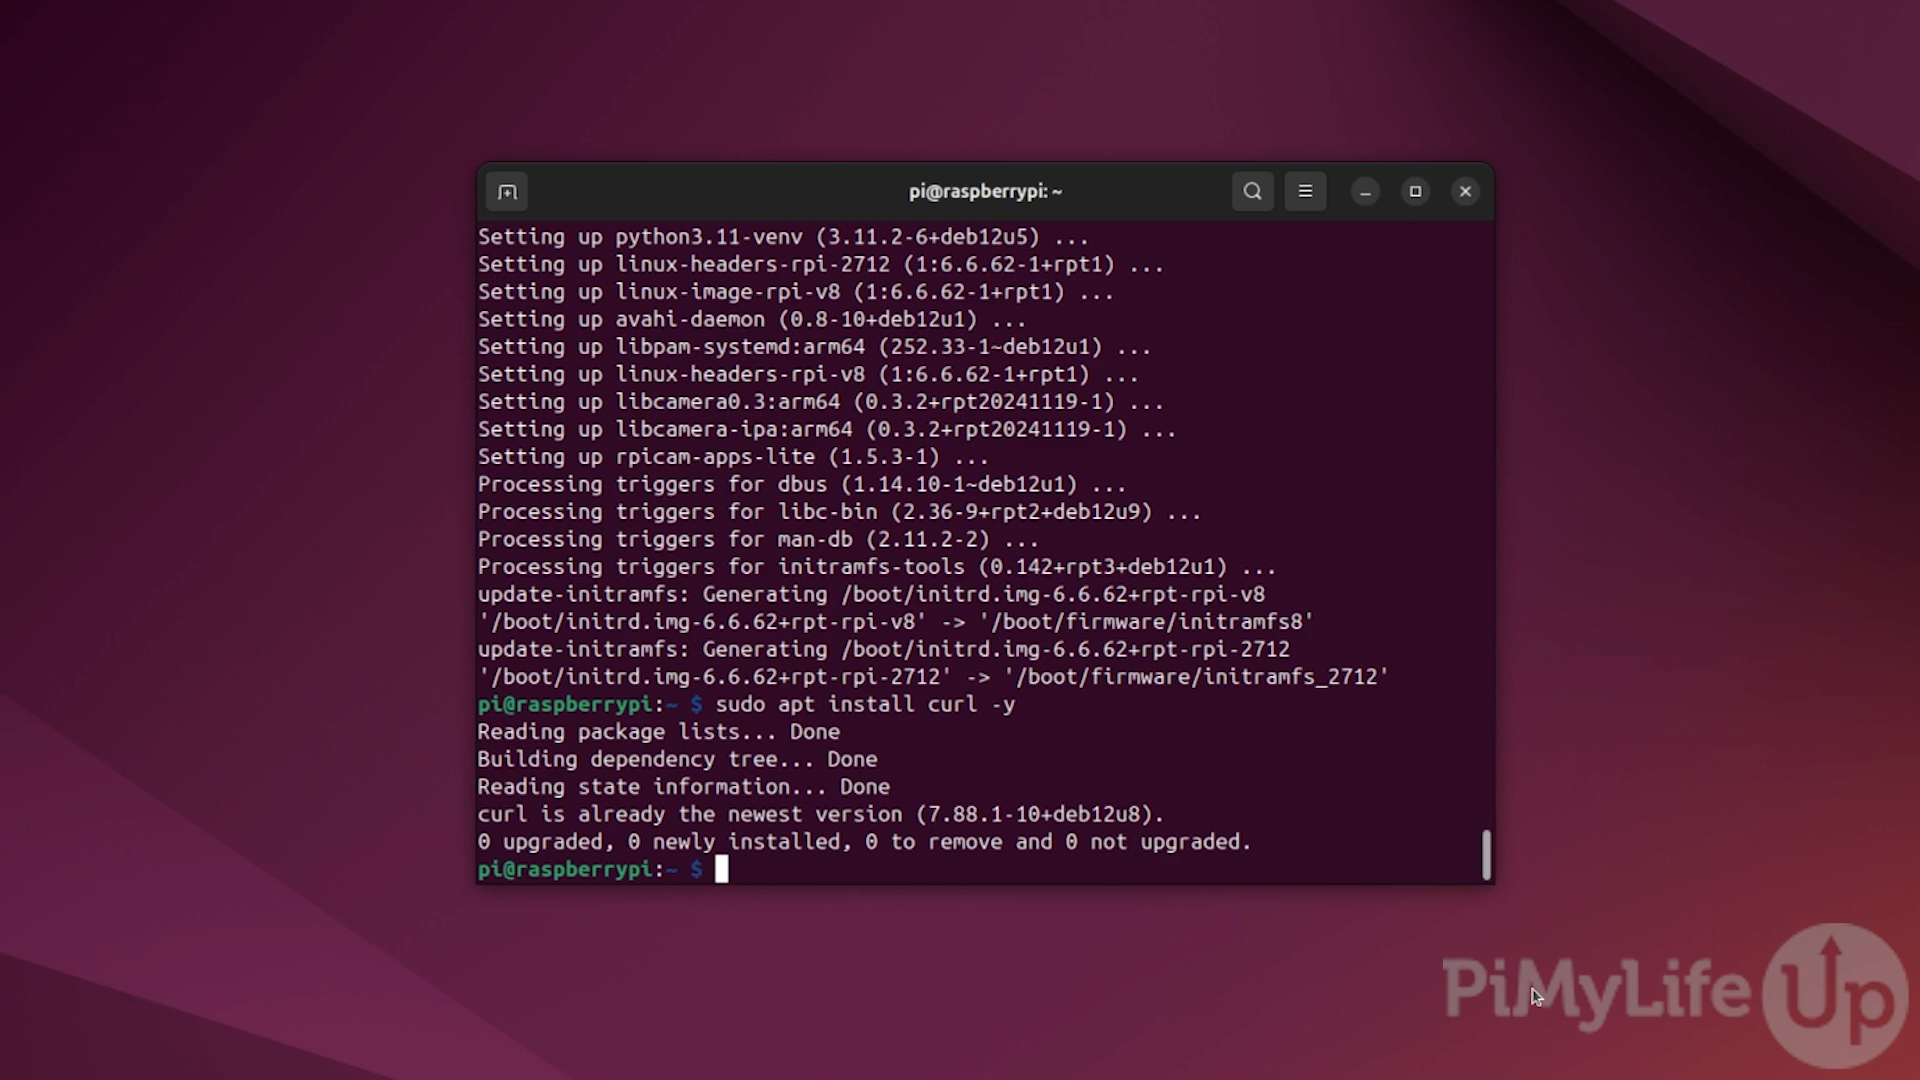 pi@raspberrypi: ~
Setting up python3.11-venv (3.11.2-6+deb12u5) ...
Setting up linux-headers-rpi-2712 (1:6.6.62-1+rpt1) ...
Setting up linux-image-rpi-v8 (1:6.6.62-1+rpt1) ...
Setting up avahi-daemon (0.8-10+deb12u1) ...
Setting up libpam-systemd:arm64 (252.33-1~deb12u1) ...
Setting up linux-headers-rpi-v8 (1:6.6.62-1+rpt1) ...
Setting up libcamera0.3:arm64 (0.3.2+rpt20241119-1) ...
Setting up libcamera-ipa:arm64 (0.3.2+rpt20241119-1) ...
Setting up rpicam-apps-lite (1.5.3-1) ...
Processing triggers for dbus (1.14.10-1~deb12u1) ...
Processing triggers for libc-bin (2.36-9+rpt2+deb12u9) ...
Processing triggers for man-db (2.11.2-2) ...
Processing triggers for initramfs-tools (0.142+rpt3+deb12u1) ...
update-initramfs: Generating /boot/initrd.img-6.6.62+rpt-rpi-v8
'/boot/initrd.img-6.6.62+rpt-rpi-v8' -> '/boot/firmware/initramfs8'
update-initramfs: Generating /boot/initrd.img-6.6.62+rpt-rpi-2712
'/boot/initrd.img-6.6.62+rpt-rpi-2712' -> '/boot/firmware/initramfs_2712'
pi@raspberrypi:~ $ sudo apt install curl -y
Reading package lists... Done
Building dependency tree... Done
Reading state information... Done
curl is already the newest version (7.88.1-10+deb12u8).
0 upgraded, 0 newly installed, 0 to remove and 0 not upgraded.
pi@raspberrypi:~ $
PiMyLifeUp